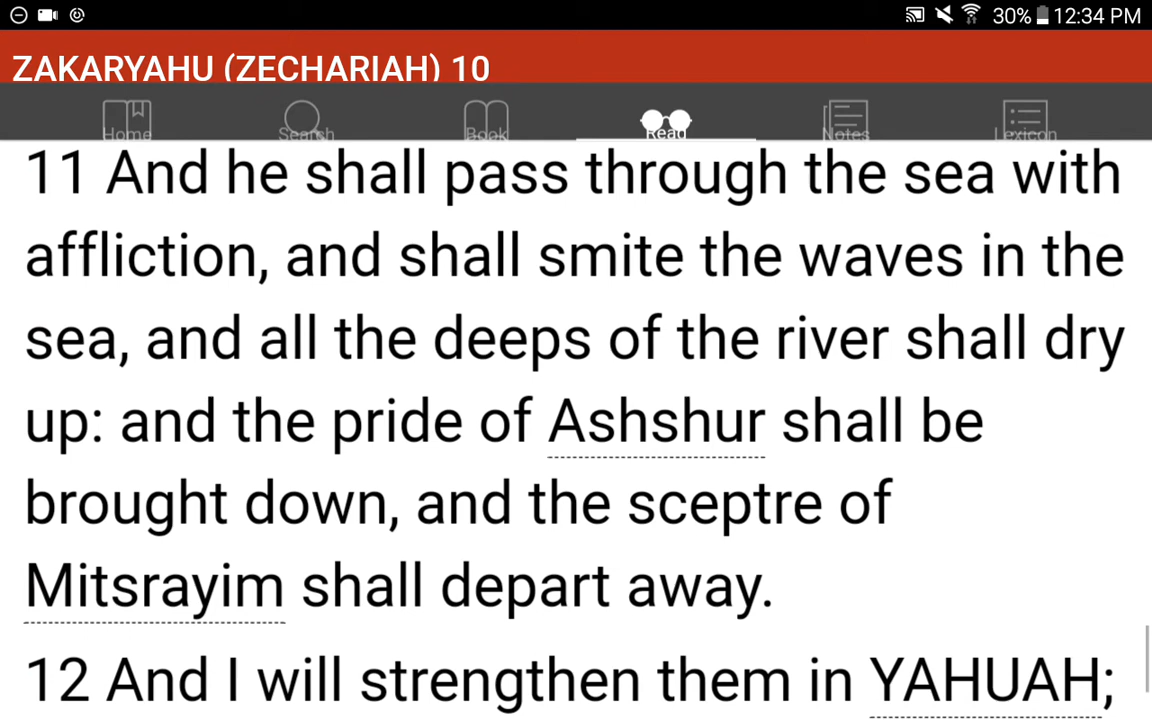 30% 12:34 PM
ZAKARYAHU (ZECHARIAH) 10
Home Search Book Read Notes Lexicon
11 And he shall pass through the sea with
affliction, and shall smite the waves in the
sea, and all the deeps of the river shall dry
up: and the pride of Ashshur shall be
brought down, and the sceptre of
Mitsrayim shall depart away.
12 And I will strengthen them in YAHUAH;